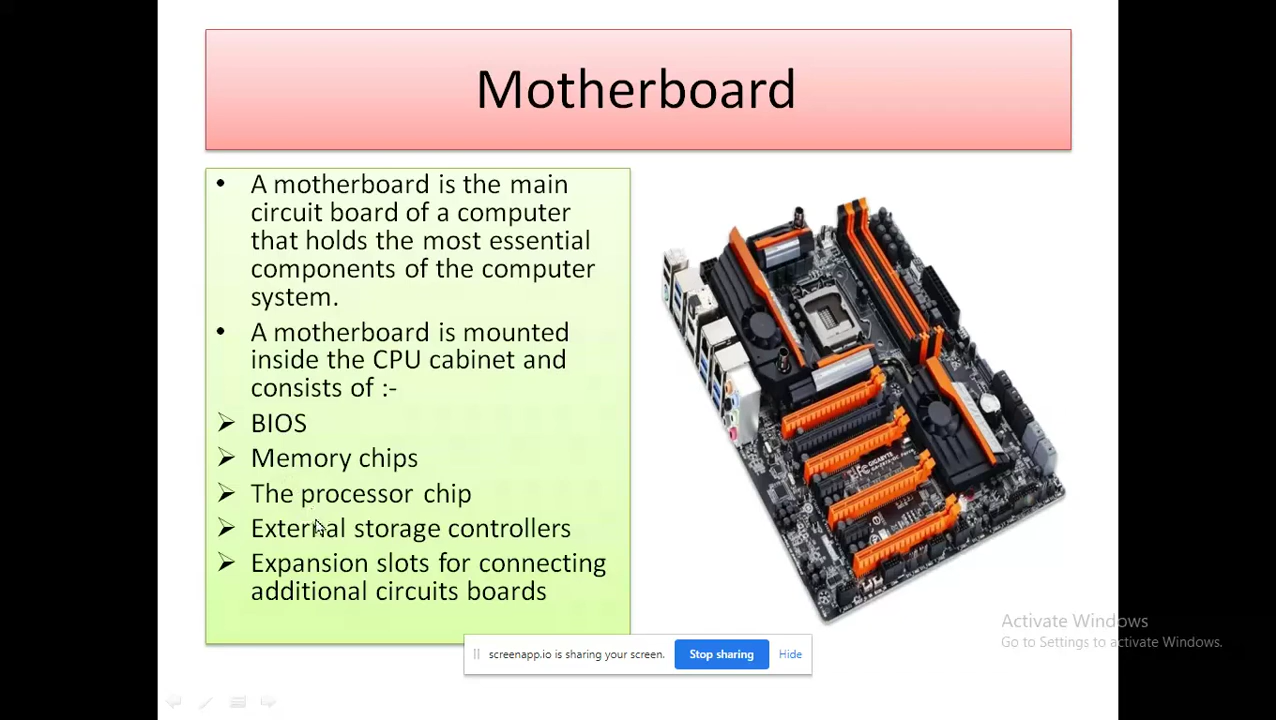 Motherboard
• A motherboard is the main
circuit board of a computer
that holds the most essential
components of the computer
system.
• A motherboard is mounted
inside the CPU cabinet and
consists of :-
➢ BIOS
➢ Memory chips
➢ The processor chip
➢ External storage controllers
➢ Expansion slots for connecting
additional circuits boards
GIGABYTE
Activate Windows
Go to Settings to activate Windows.
screenapp.io is sharing your screen.
Stop sharing
Hide